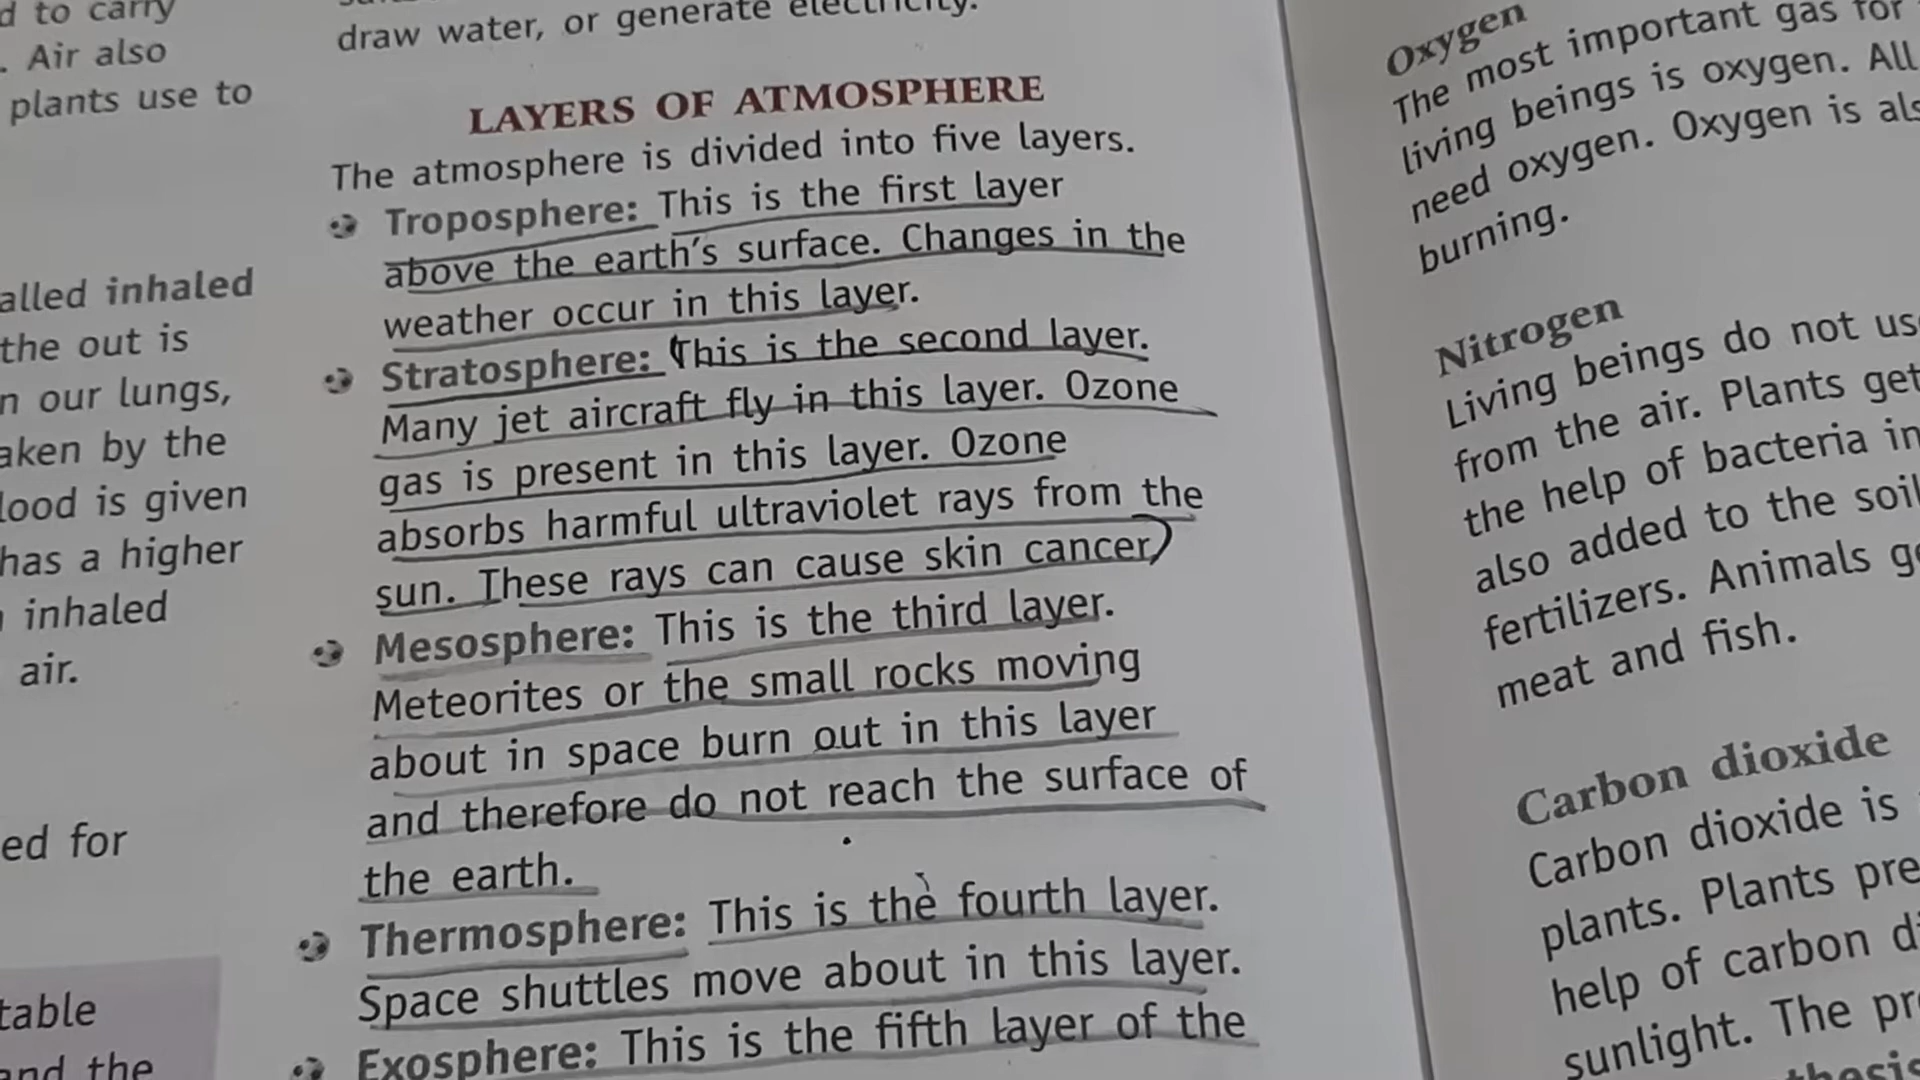 d to carry
. Air also
plants use to
alled inhaled
the out is
n our lungs,
aken by the
lood is given
has a higher
inhaled
air.
ed for
table
and the
draw water, or generate electricity.
LAYERS OF ATMOSPHERE
The atmosphere is divided into five layers.
Troposphere: This is the first layer
above the earth's surface. Changes in the
weather occur in this layer.
Stratosphere: This is the second layer.
Many jet aircraft fly in this layer. Ozone
gas is present in this layer. Ozone
absorbs harmful ultraviolet rays from the
sun. These rays can cause skin cancer
Mesosphere: This is the third layer.
Meteorites or the small rocks moving
about in space burn out in this layer
and therefore do not reach the surface of
the earth.
Thermosphere: This is the fourth layer.
Space shuttles move about in this layer.
Exosphere: This is the fifth layer of the
Oxygen
The most important gas for
living beings is oxygen. All
need oxygen. Oxygen is als
burning.
Nitrogen
Living beings do not us
from the air. Plants get
the help of bacteria in
also added to the soil
fertilizers. Animals g
meat and fish.
Carbon dioxide
Carbon dioxide is
plants. Plants pre
help of carbon di
sunlight. The pr